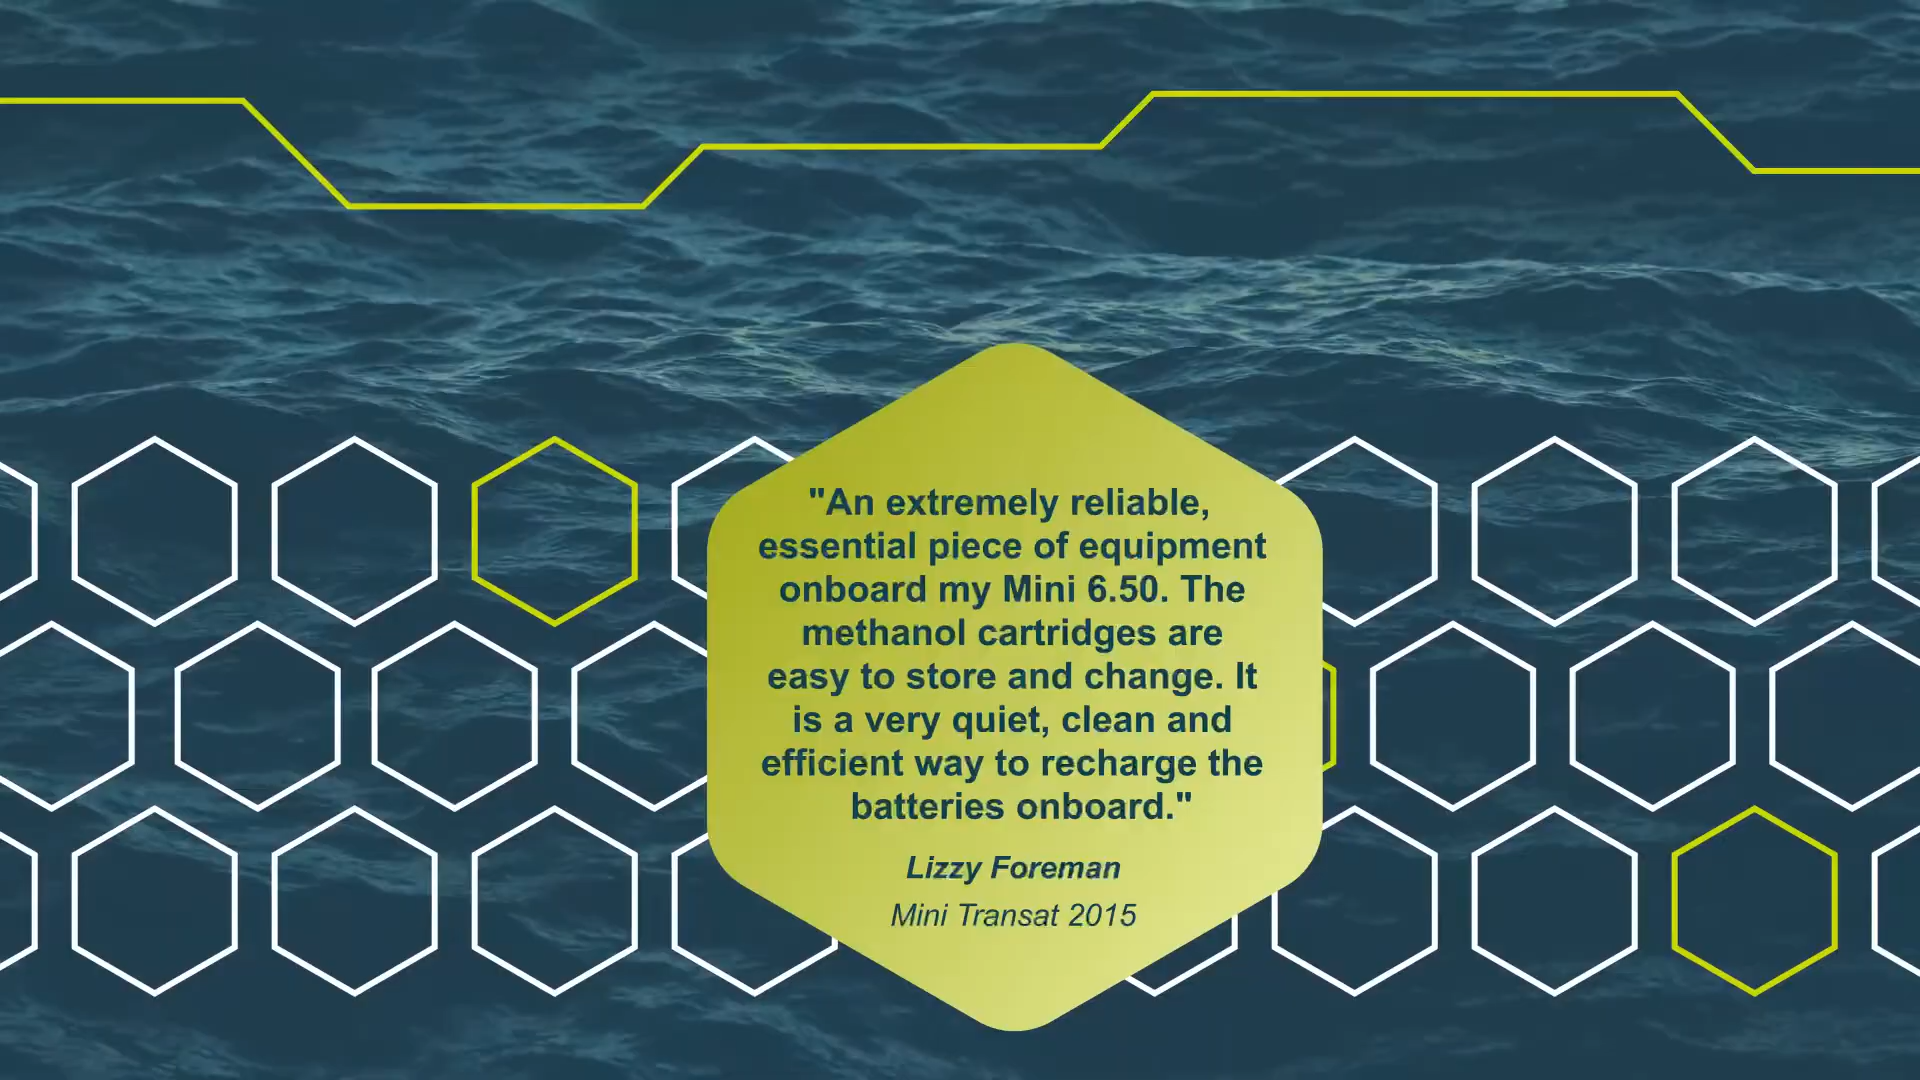 "An extremely reliable,
essential piece of equipment
onboard my Mini 6.50. The
methanol cartridges are
easy to store and change. It
is a very quiet, clean and
efficient way to recharge the
batteries onboard."
Lizzy Foreman
Mini Transat 2015